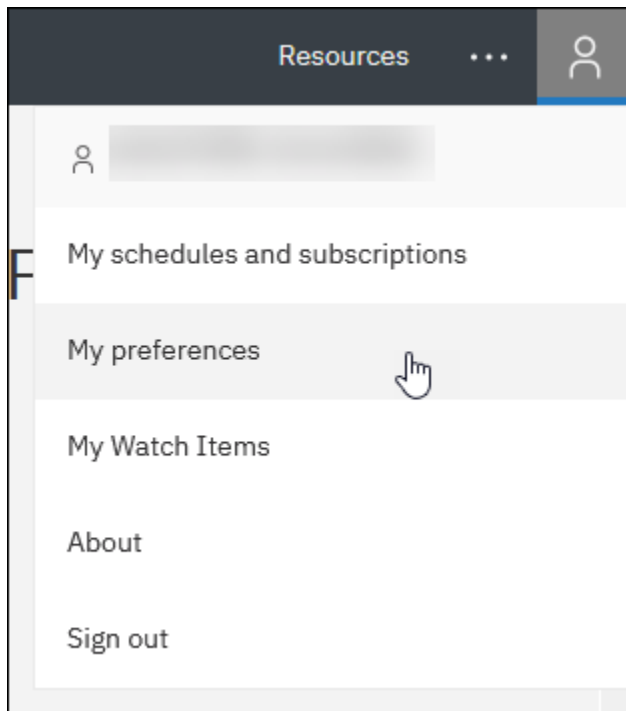 Resources
...
F
My schedules and subscriptions
My preferences
My Watch Items
About
Sign out